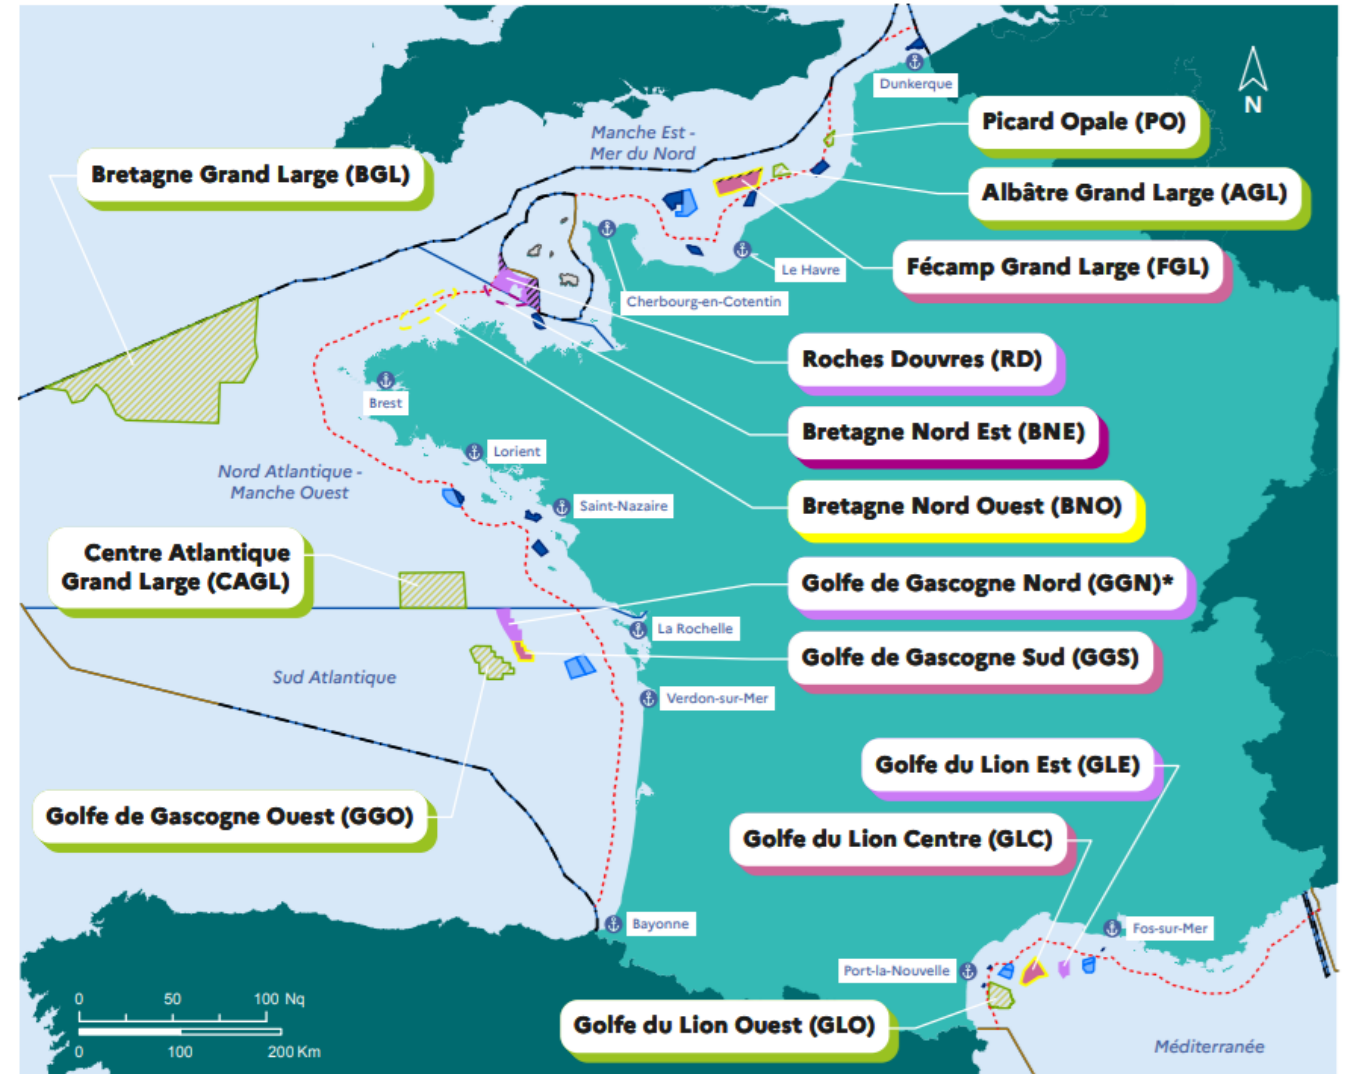 Dunkerque
N
Picard Opale (PO)
Manche Est -
Mer du Nord
Bretagne Grand Large (BGL)
Albâtre Grand Large (AGL)
Fécamp Grand Large (FGL)
Le Havre
Cherbourg-en-Cotentin
Roches Douvres (RD)
Brest
Bretagne Nord Est (BNE)
Lorient
Nord Atlantique -
Manche Ouest
Saint-Nazaire
Bretagne Nord Ouest (BNO)
Centre Atlantique
Grand Large (CAGL)
Golfe de Gascogne Nord (GGN)*
La Rochelle
Golfe de Gascogne Sud (GGS)
Sud Atlantique
Verdon-sur-Mer
Golfe du Lion Est (GLE)
Golfe de Gascogne Ouest (GGO)
Golfe du Lion Centre (GLC)
Bayonne
Fos-sur-Mer
Port-la-Nouvelle
0 50 100 Nq
Golfe du Lion Ouest (GLO)
0 100 200 Km
Méditerranée